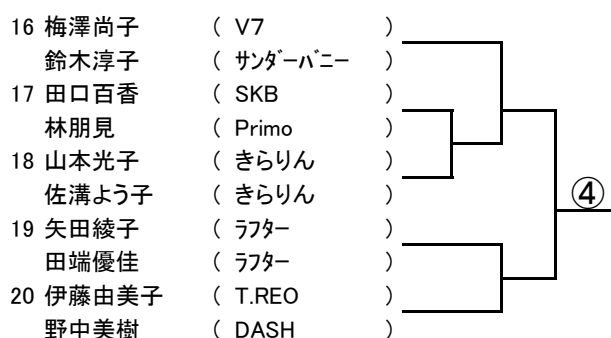 16 梅澤尚子 ( V7 )
鈴木淳子 ( サンダーバニー )
17 田口百香 ( SKB )
林朋見 ( Primo )
18 山本光子 ( きらりん )
佐溝よう子 ( きらりん )
④
19 矢田綾子 ( ラフター )
田端優佳 ( ラフター )
20 伊藤由美子 ( T.REO )
野中美樹 ( DASH )